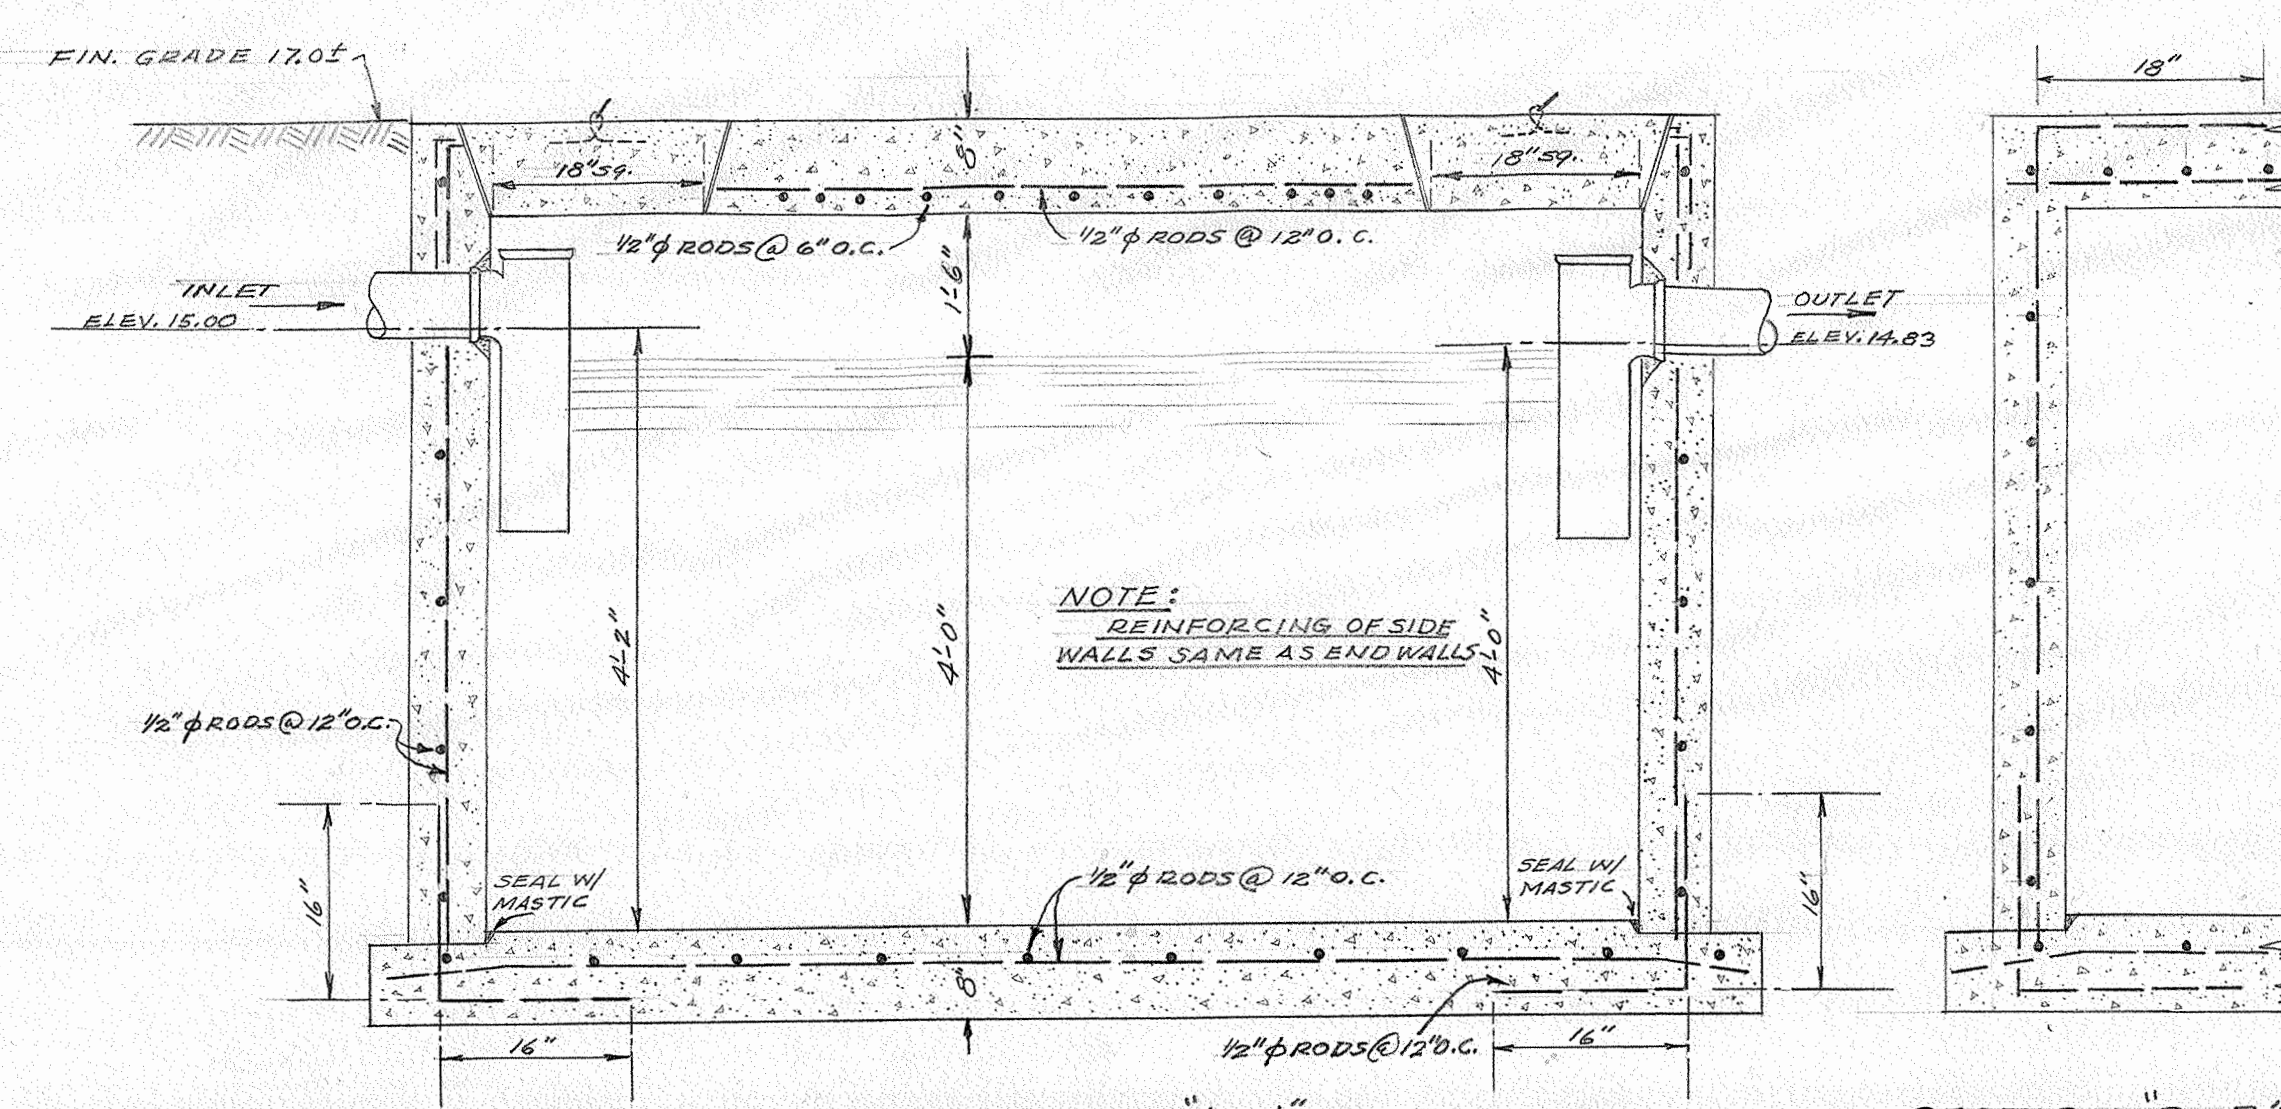 FIN. GRADE 17.0±
18"
8"
18"SQ.
18"SQ.
1/2"ϕ RODS @ 6" O.C.
1/2"ϕ RODS @ 12" O.C.
1'-6"
INLET
ELEV. 15.00
OUTLET
ELEV. 14.83
NOTE:
REINFORCING OF SIDE
WALLS SAME AS END WALLS
4'-2"
4'-0"
4'-0"
1/2"ϕ RODS @ 12" O.C.
16"
SEAL W/
MASTIC
1/2"ϕ RODS @ 12" O.C.
SEAL W/
MASTIC
16"
8"
16"
1/2"ϕ RODS @ 12" O.C.
16"